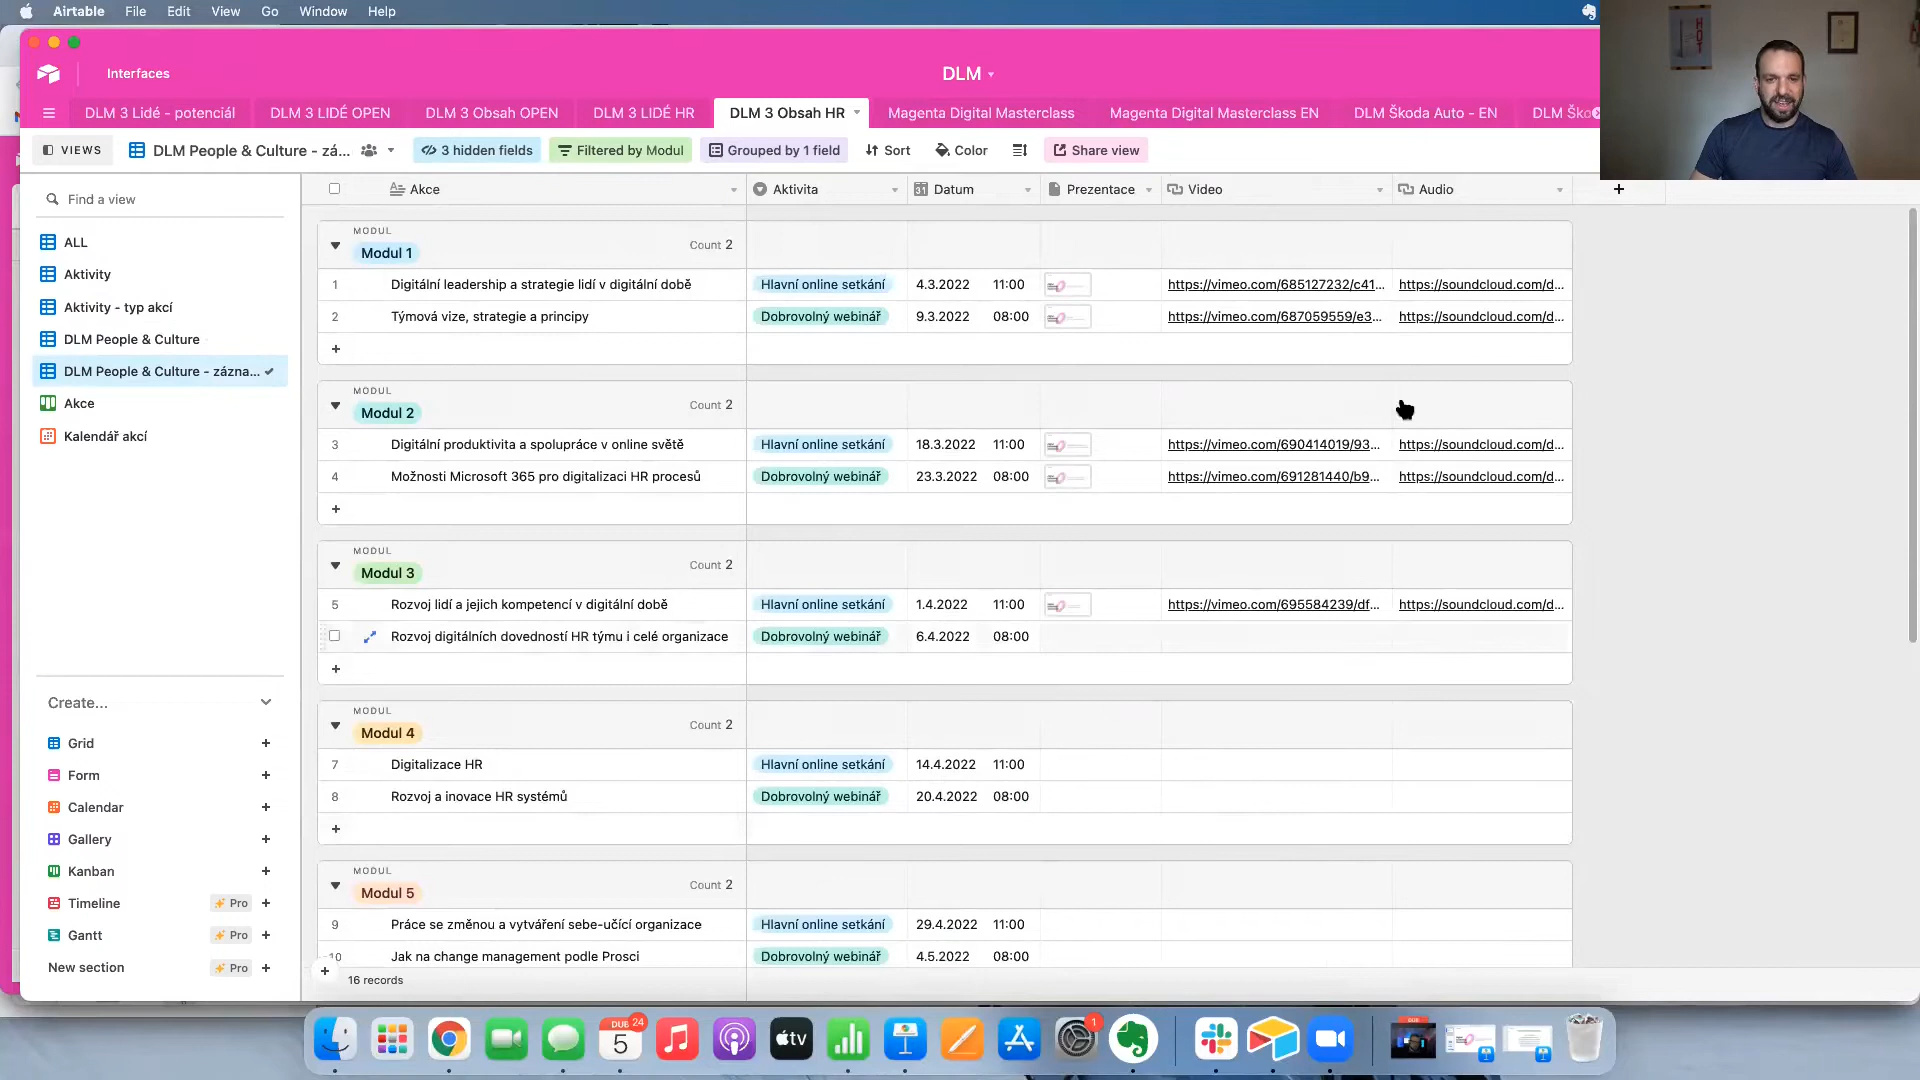 Airtable File Edit View Go Window Help
Interfaces
DLM
DLM 3 Lidé - potenciál DLM 3 LIDÉ OPEN DLM 3 Obsah OPEN DLM 3 LIDÉ HR DLM 3 Obsah HR Magenta Digital Masterclass Magenta Digital Masterclass EN DLM Škoda Auto - EN DLM Ško
VIEWS DLM People & Culture - zá... 3 hidden fields Filtered by Modul Grouped by 1 field Sort Color Share view
HOT
Find a view
ALL
Aktivity
Aktivity - typ akcí
DLM People & Culture
DLM People & Culture - závzna...
Akce
Kalendář akcí
Create...
Grid
Form
Calendar
Gallery
Kanban
Timeline Pro
Gantt Pro
New section Pro
Akce Aktivita Datum Prezentace Video Audio
MODUL
Modul 1 Count 2
1 Digitální leadership a strategie lidí v digitální době Hlavní online setkání 4.3.2022 11:00 https://vimeo.com/685127232/c41... https://soundcloud.com/d...
2 Týmová vize, strategie a principy Dobrovolný webinář 9.3.2022 08:00 https://vimeo.com/687059559/e3... https://soundcloud.com/d...
MODUL
Modul 2 Count 2
3 Digitální produktivita a spolupráce v online světě Hlavní online setkání 18.3.2022 11:00 https://vimeo.com/690414019/93... https://soundcloud.com/d...
4 Možnosti Microsoft 365 pro digitalizaci HR procesů Dobrovolný webinář 23.3.2022 08:00 https://vimeo.com/691281440/b9... https://soundcloud.com/d...
MODUL
Modul 3 Count 2
5 Rozvoj lidí a jejich kompetencí v digitální době Hlavní online setkání 1.4.2022 11:00 https://vimeo.com/695584239/df... https://soundcloud.com/d...
Rozvoj digitálních dovedností HR týmu i celé organizace Dobrovolný webinář 6.4.2022 08:00
MODUL
Modul 4 Count 2
7 Digitalizace HR Hlavní online setkání 14.4.2022 11:00
8 Rozvoj a inovace HR systémů Dobrovolný webinář 20.4.2022 08:00
MODUL
Modul 5 Count 2
9 Práce se změnou a vytváření sebe-učící organizace Hlavní online setkání 29.4.2022 11:00
10 Jak na change management podle Prosci Dobrovolný webinář 4.5.2022 08:00
16 records
DUB 24
5
tv
1